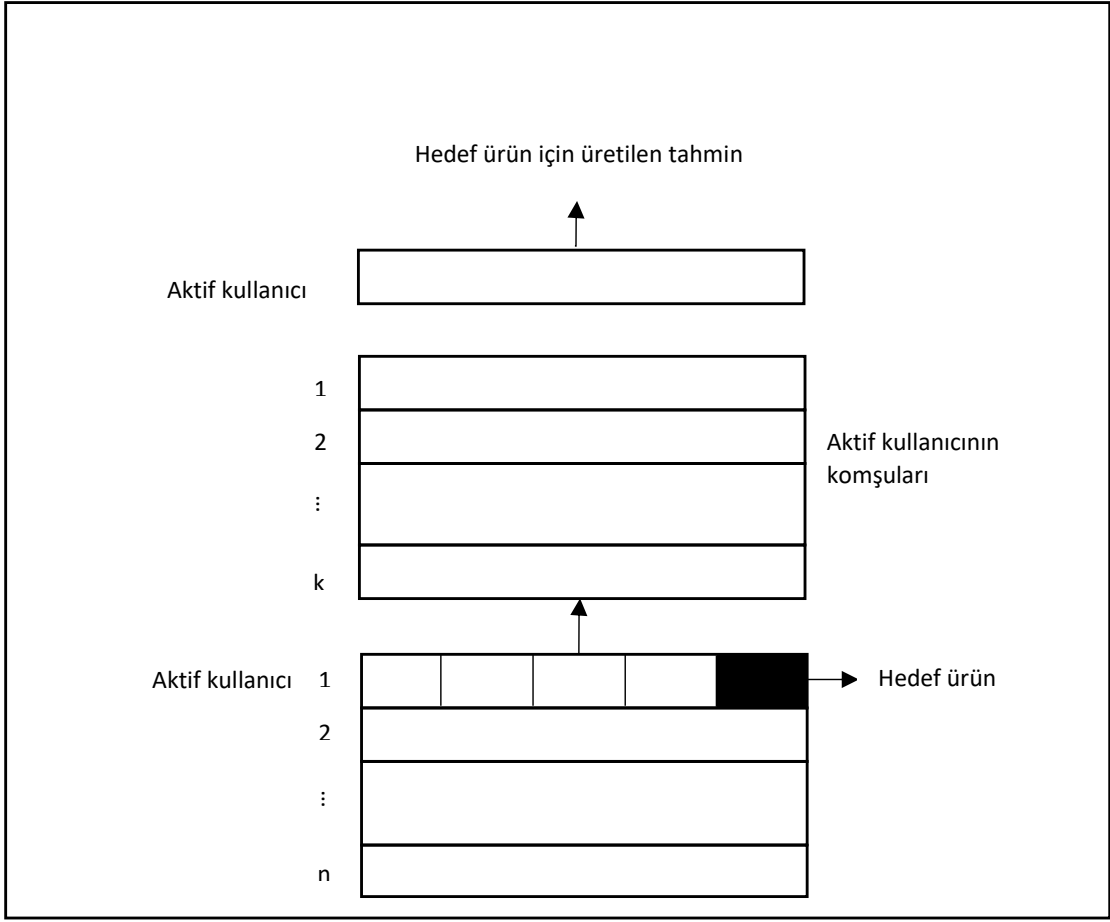 Hedef ürün için üretilen tahmin
Aktif kullanıcı
1
2
⋮
k
Aktif kullanıcının
komşuları
Aktif kullanıcı 1
Hedef ürün
2
⋮
n